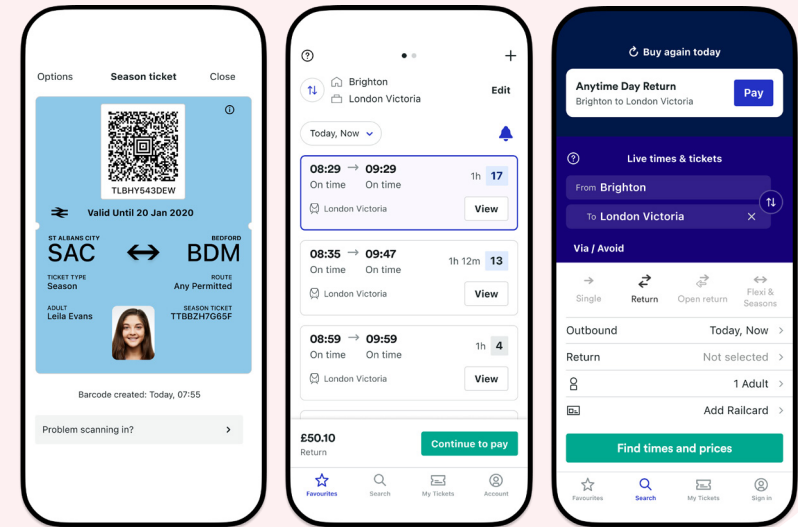 Options Season ticket Close
TLBHY543DEW
Valid Until 20 Jan 2020
ST ALBANS CITY BEDFORD
SAC BDM
TICKET TYPE ROUTE
Season Any Permitted
ADULT SEASON TICKET
Leila Evans TTBBZH7G65F
Barcode created: Today, 07:55
Problem scanning in?
Brighton
London Victoria
Edit
Today, Now
08:29 → 09:29 1h 17
On time On time
London Victoria View
08:35 → 09:47 1h 12m 13
On time On time
London Victoria View
08:59 → 09:59 1h 4
On time On time
London Victoria View
£50.10
Return
Continue to pay
Favourites Search My Tickets Account
Buy again today
Anytime Day Return
Brighton to London Victoria
Pay
Live times & tickets
From Brighton
To London Victoria
Via / Avoid
Single Return Open return Flexi &
Seasons
Outbound Today, Now
Return Not selected
1 Adult
Add Railcard
Find times and prices
Favourites Search My Tickets Sign in